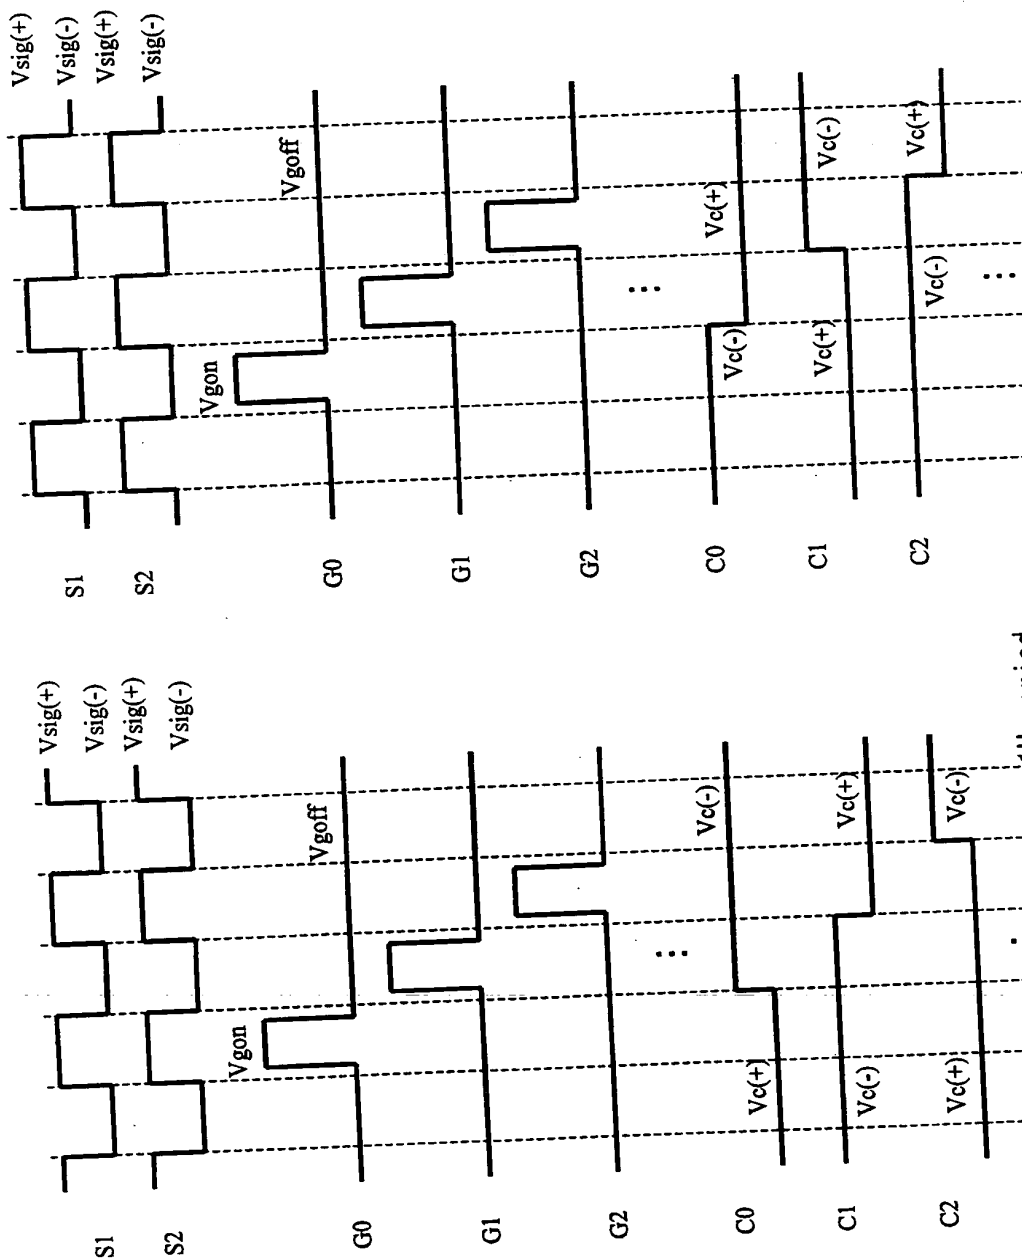 Vsig(+)
Vsig(-)
Vsig(+)
Vsig(-)
S1
S2
Vgon
Vgoff
G0
G1
G2
...
Vc(-)
Vc(+)
C0
Vc(+)
Vc(-)
C1
Vc(-)
Vc(+)
C2
...
Vsig(+)
Vsig(-)
Vsig(+)
Vsig(-)
S1
S2
Vgon
Vgoff
G0
G1
G2
...
Vc(+)
Vc(-)
C0
Vc(-)
Vc(+)
C1
Vc(+)
Vc(-)
C2